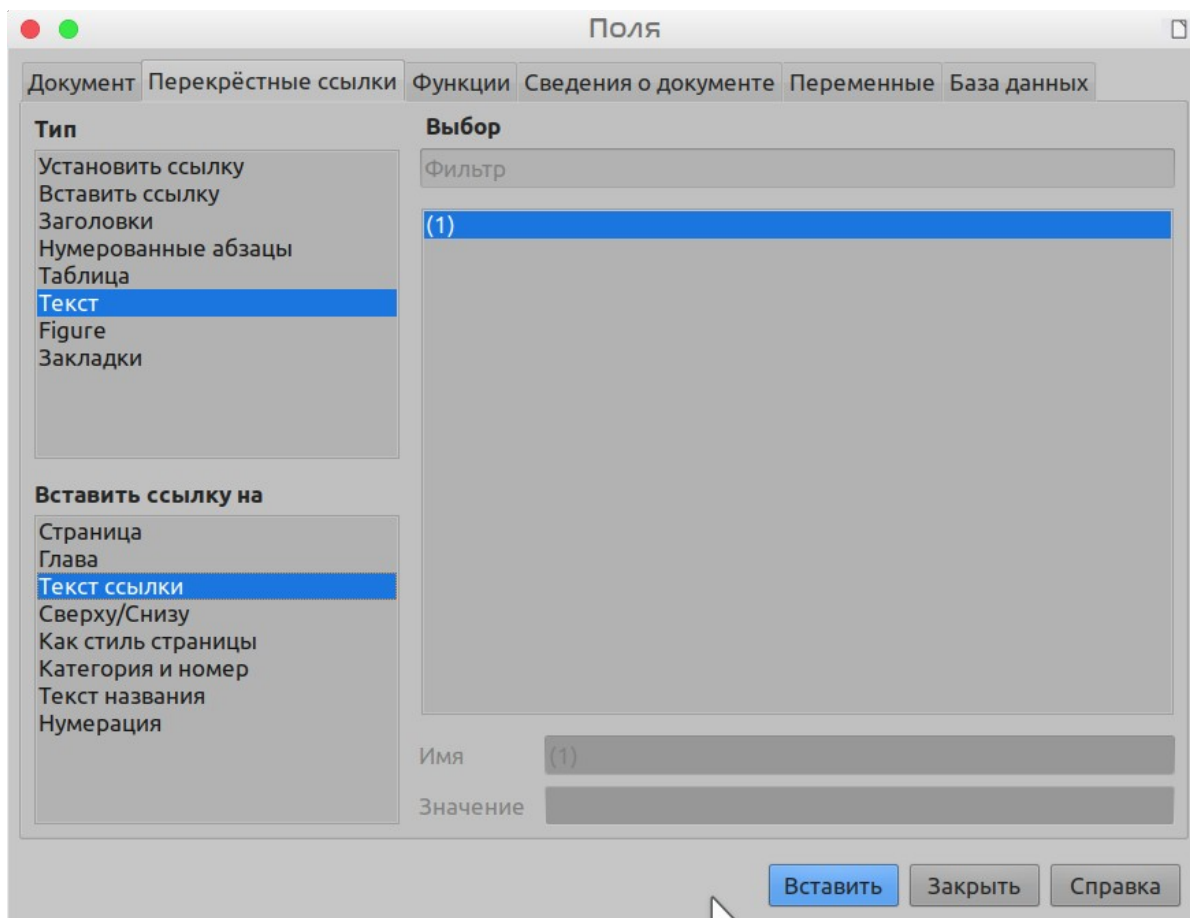 Поля
Документ Перекрёстные ссылки Функции Сведения о документе Переменные База данных
Тип
Установить ссылку
Вставить ссылку
Заголовки
Нумерованные абзацы
Таблица
Текст
Figure
Закладки
Вставить ссылку на
Страница
Глава
Текст ссылки
Сверху/Снизу
Как стиль страницы
Категория и номер
Текст названия
Нумерация
Выбор
Фильтр
(1)
Имя (1)
Значение
Вставить Закрыть Справка